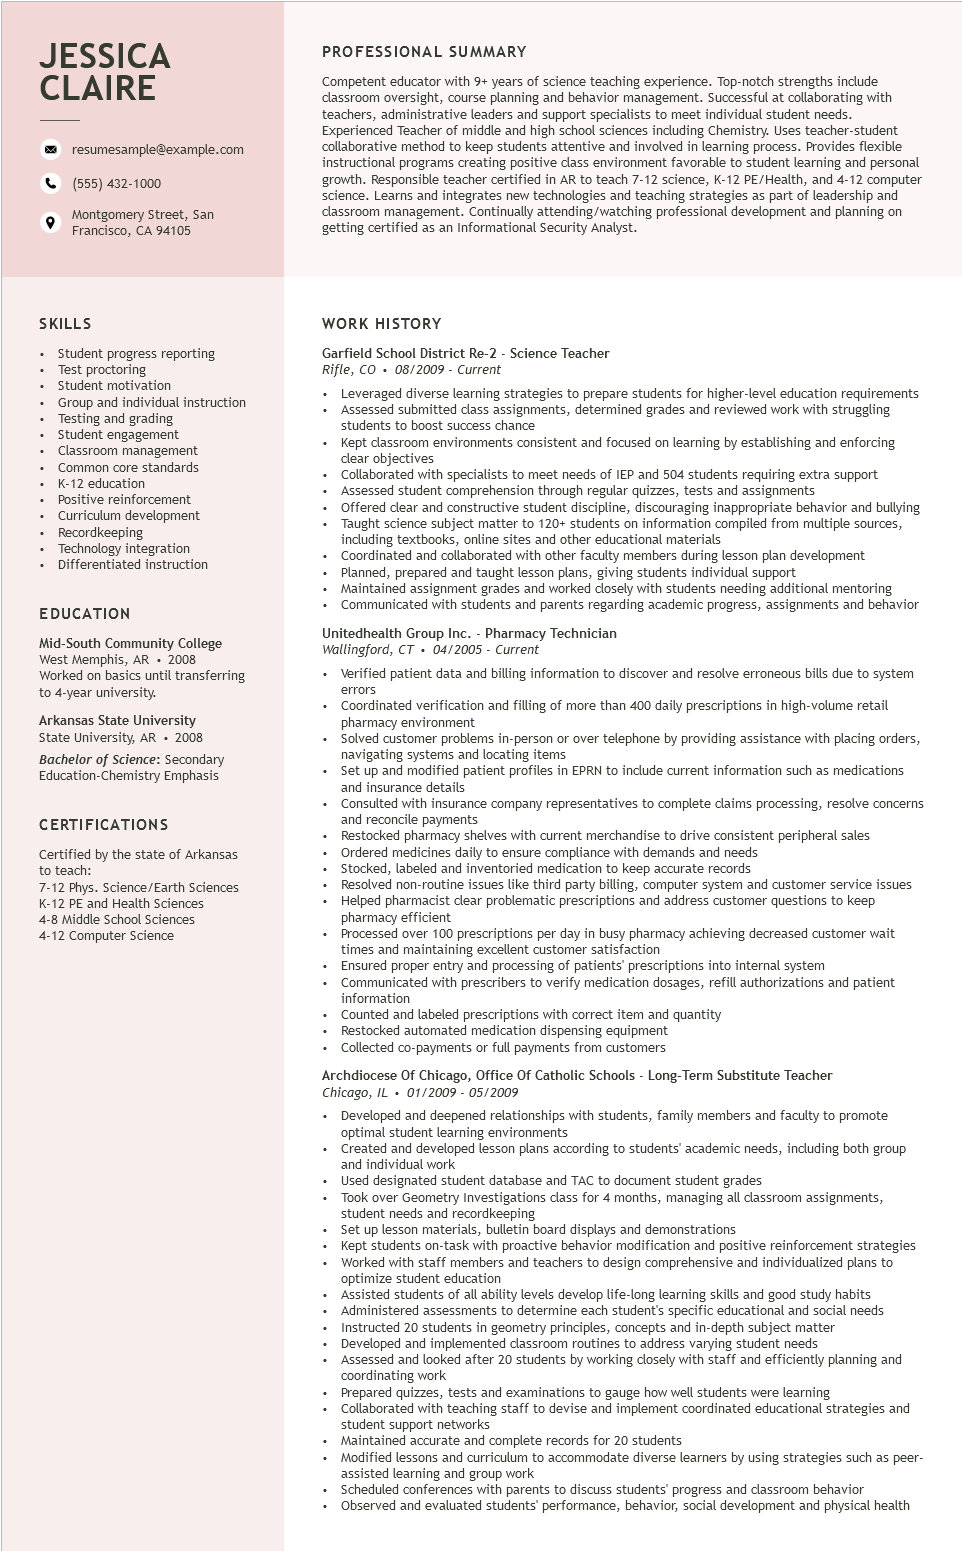 JESSICA
CLAIRE
resumesample@example.com
(555) 432-1000
Montgomery Street, San
Francisco, CA 94105
PROFESSIONAL SUMMARY
Competent educator with 9+ years of science teaching experience. Top-notch strengths include
classroom oversight, course planning and behavior management. Successful at collaborating with
teachers, administrative leaders and support specialists to meet individual student needs.
Experienced Teacher of middle and high school sciences including Chemistry. Uses teacher-student
collaborative method to keep students attentive and involved in learning process. Provides flexible
instructional programs creating positive class environment favorable to student learning and personal
growth. Responsible teacher certified in AR to teach 7-12 science, K-12 PE/Health, and 4-12 computer
science. Learns and integrates new technologies and teaching strategies as part of leadership and
classroom management. Continually attending/watching professional development and planning on
getting certified as an Informational Security Analyst.
SKILLS
• Student progress reporting
• Test proctoring
• Student motivation
• Group and individual instruction
• Testing and grading
• Student engagement
• Classroom management
• Common core standards
• K-12 education
• Positive reinforcement
• Curriculum development
• Recordkeeping
• Technology integration
• Differentiated instruction
EDUCATION
Mid-South Community College
West Memphis, AR • 2008
Worked on basics until transferring
to 4-year university.
Arkansas State University
State University, AR • 2008
Bachelor of Science: Secondary
Education-Chemistry Emphasis
CERTIFICATIONS
Certified by the state of Arkansas
to teach:
7-12 Phys. Science/Earth Sciences
K-12 PE and Health Sciences
4-8 Middle School Sciences
4-12 Computer Science
WORK HISTORY
Garfield School District Re-2 - Science Teacher
Rifle, CO • 08/2009 - Current
• Leveraged diverse learning strategies to prepare students for higher-level education requirements
• Assessed submitted class assignments, determined grades and reviewed work with struggling
students to boost success chance
• Kept classroom environments consistent and focused on learning by establishing and enforcing
clear objectives
• Collaborated with specialists to meet needs of IEP and 504 students requiring extra support
• Assessed student comprehension through regular quizzes, tests and assignments
• Offered clear and constructive student discipline, discouraging inappropriate behavior and bullying
• Taught science subject matter to 120+ students on information compiled from multiple sources,
including textbooks, online sites and other educational materials
• Coordinated and collaborated with other faculty members during lesson plan development
• Planned, prepared and taught lesson plans, giving students individual support
• Maintained assignment grades and worked closely with students needing additional mentoring
• Communicated with students and parents regarding academic progress, assignments and behavior
Unitedhealth Group Inc. - Pharmacy Technician
Wallingford, CT • 04/2005 - Current
• Verified patient data and billing information to discover and resolve erroneous bills due to system
errors
• Coordinated verification and filling of more than 400 daily prescriptions in high-volume retail
pharmacy environment
• Solved customer problems in-person or over telephone by providing assistance with placing orders,
navigating systems and locating items
• Set up and modified patient profiles in EPRN to include current information such as medications
and insurance details
• Consulted with insurance company representatives to complete claims processing, resolve concerns
and reconcile payments
• Restocked pharmacy shelves with current merchandise to drive consistent peripheral sales
• Ordered medicines daily to ensure compliance with demands and needs
• Stocked, labeled and inventoried medication to keep accurate records
• Resolved non-routine issues like third party billing, computer system and customer service issues
• Helped pharmacist clear problematic prescriptions and address customer questions to keep
pharmacy efficient
• Processed over 100 prescriptions per day in busy pharmacy achieving decreased customer wait
times and maintaining excellent customer satisfaction
• Ensured proper entry and processing of patients' prescriptions into internal system
• Communicated with prescribers to verify medication dosages, refill authorizations and patient
information
• Counted and labeled prescriptions with correct item and quantity
• Restocked automated medication dispensing equipment
• Collected co-payments or full payments from customers
Archdiocese Of Chicago, Office Of Catholic Schools - Long-Term Substitute Teacher
Chicago, IL • 01/2009 - 05/2009
• Developed and deepened relationships with students, family members and faculty to promote
optimal student learning environments
• Created and developed lesson plans according to students' academic needs, including both group
and individual work
• Used designated student database and TAC to document student grades
• Took over Geometry Investigations class for 4 months, managing all classroom assignments,
student needs and recordkeeping
• Set up lesson materials, bulletin board displays and demonstrations
• Kept students on-task with proactive behavior modification and positive reinforcement strategies
• Worked with staff members and teachers to design comprehensive and individualized plans to
optimize student education
• Assisted students of all ability levels develop life-long learning skills and good study habits
• Administered assessments to determine each student's specific educational and social needs
• Instructed 20 students in geometry principles, concepts and in-depth subject matter
• Developed and implemented classroom routines to address varying student needs
• Assessed and looked after 20 students by working closely with staff and efficiently planning and
coordinating work
• Prepared quizzes, tests and examinations to gauge how well students were learning
• Collaborated with teaching staff to devise and implement coordinated educational strategies and
student support networks
• Maintained accurate and complete records for 20 students
• Modified lessons and curriculum to accommodate diverse learners by using strategies such as peer-
assisted learning and group work
• Scheduled conferences with parents to discuss students' progress and classroom behavior
• Observed and evaluated students' performance, behavior, social development and physical health